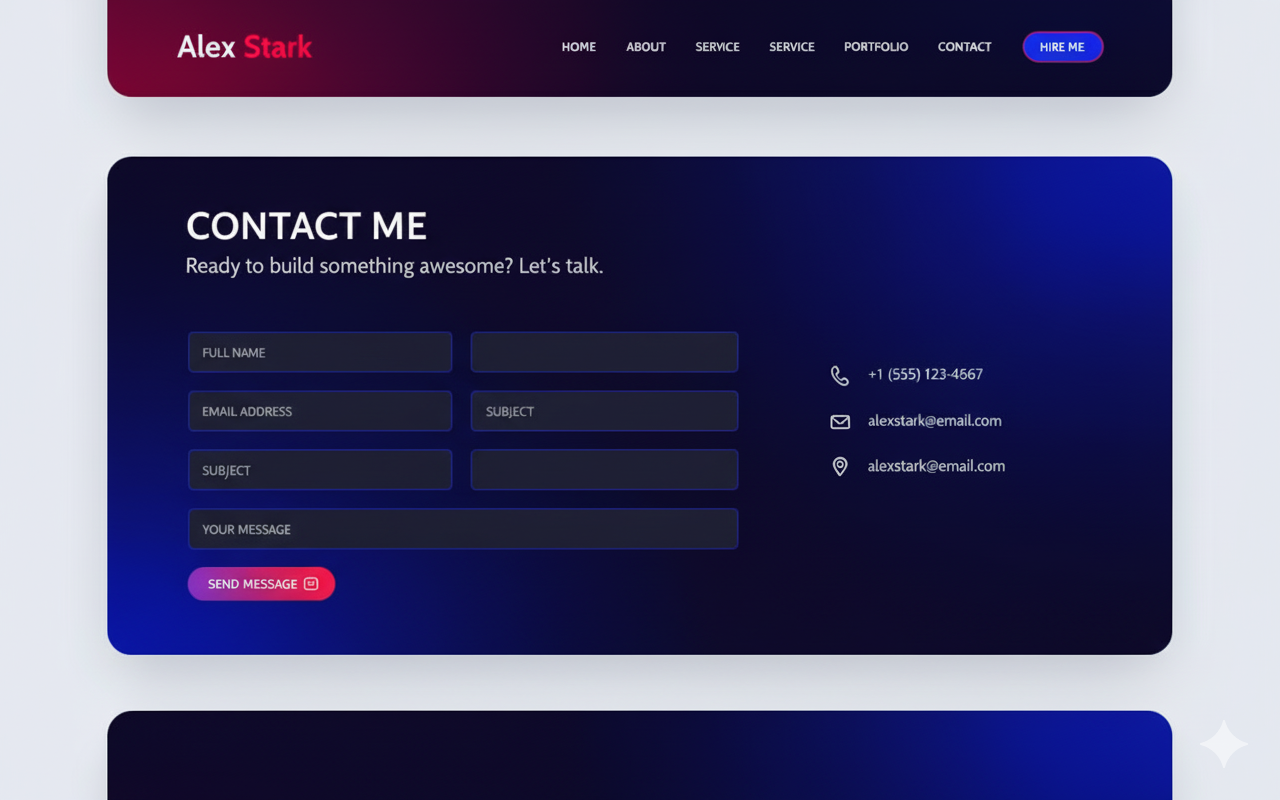 Alex Stark
HOME ABOUT SERVICE SERVICE PORTFOLIO CONTACT HIRE ME
CONTACT ME
Ready to build something awesome? Let's talk.
FULL NAME
EMAIL ADDRESS SUBJECT
SUBJECT
YOUR MESSAGE
SEND MESSAGE
+1 (555) 123-4667
alexstark@email.com
alexstark@email.com